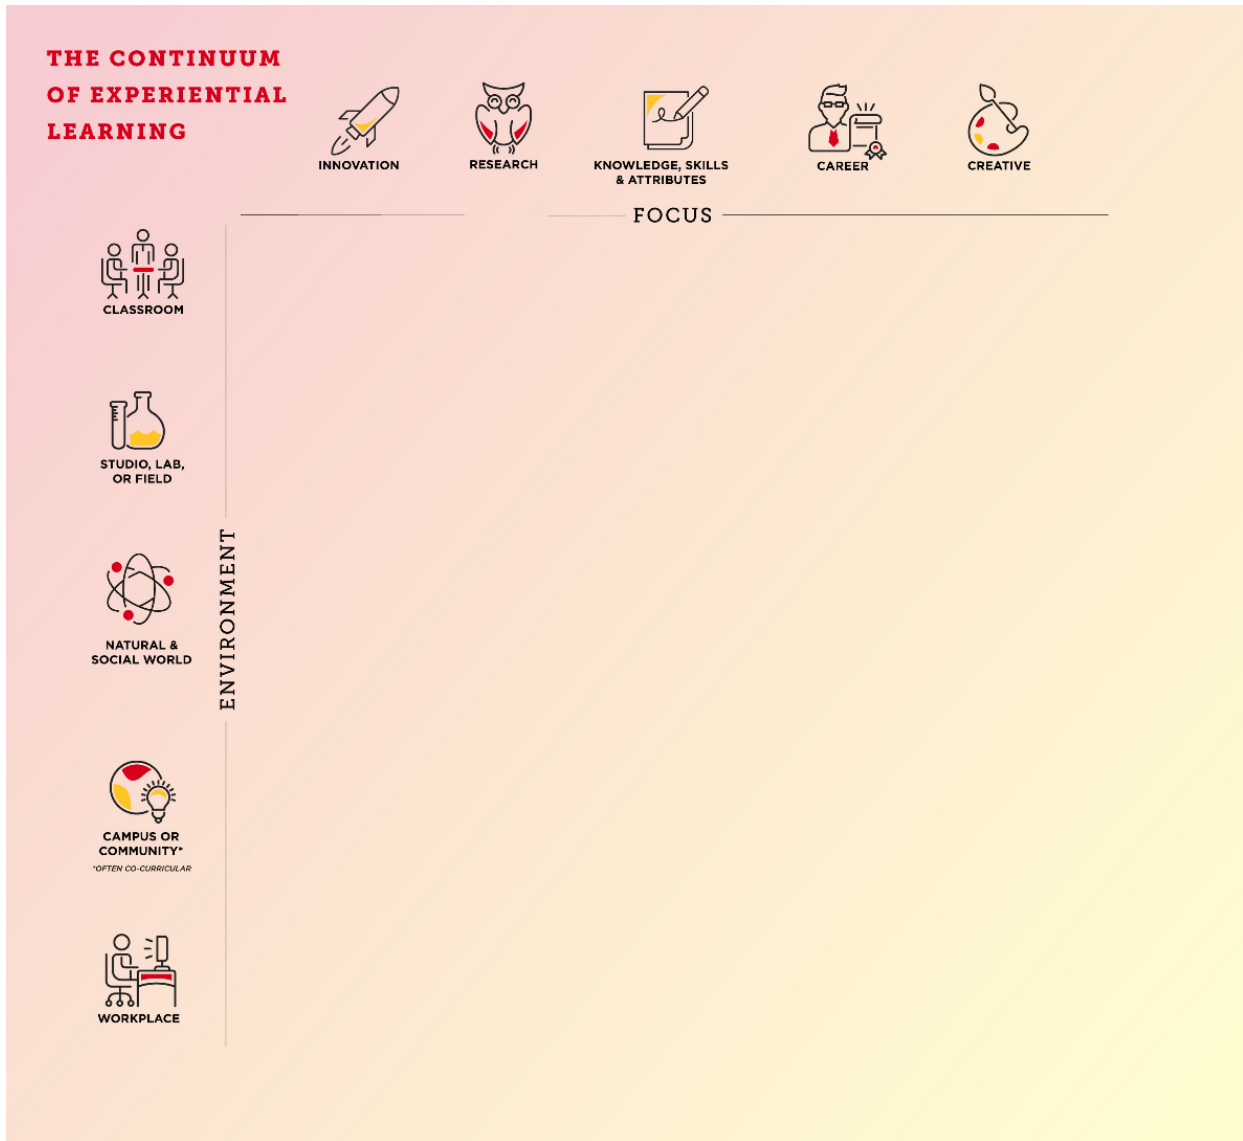 THE CONTINUUM
OF EXPERIENTIAL
LEARNING
INNOVATION
RESEARCH
KNOWLEDGE, SKILLS
& ATTRIBUTES
CAREER
CREATIVE
FOCUS
CLASSROOM
STUDIO, LAB,
OR FIELD
ENVIRONMENT
NATURAL &
SOCIAL WORLD
CAMPUS OR
COMMUNITY*
*OFTEN CO-CURRICULAR
WORKPLACE